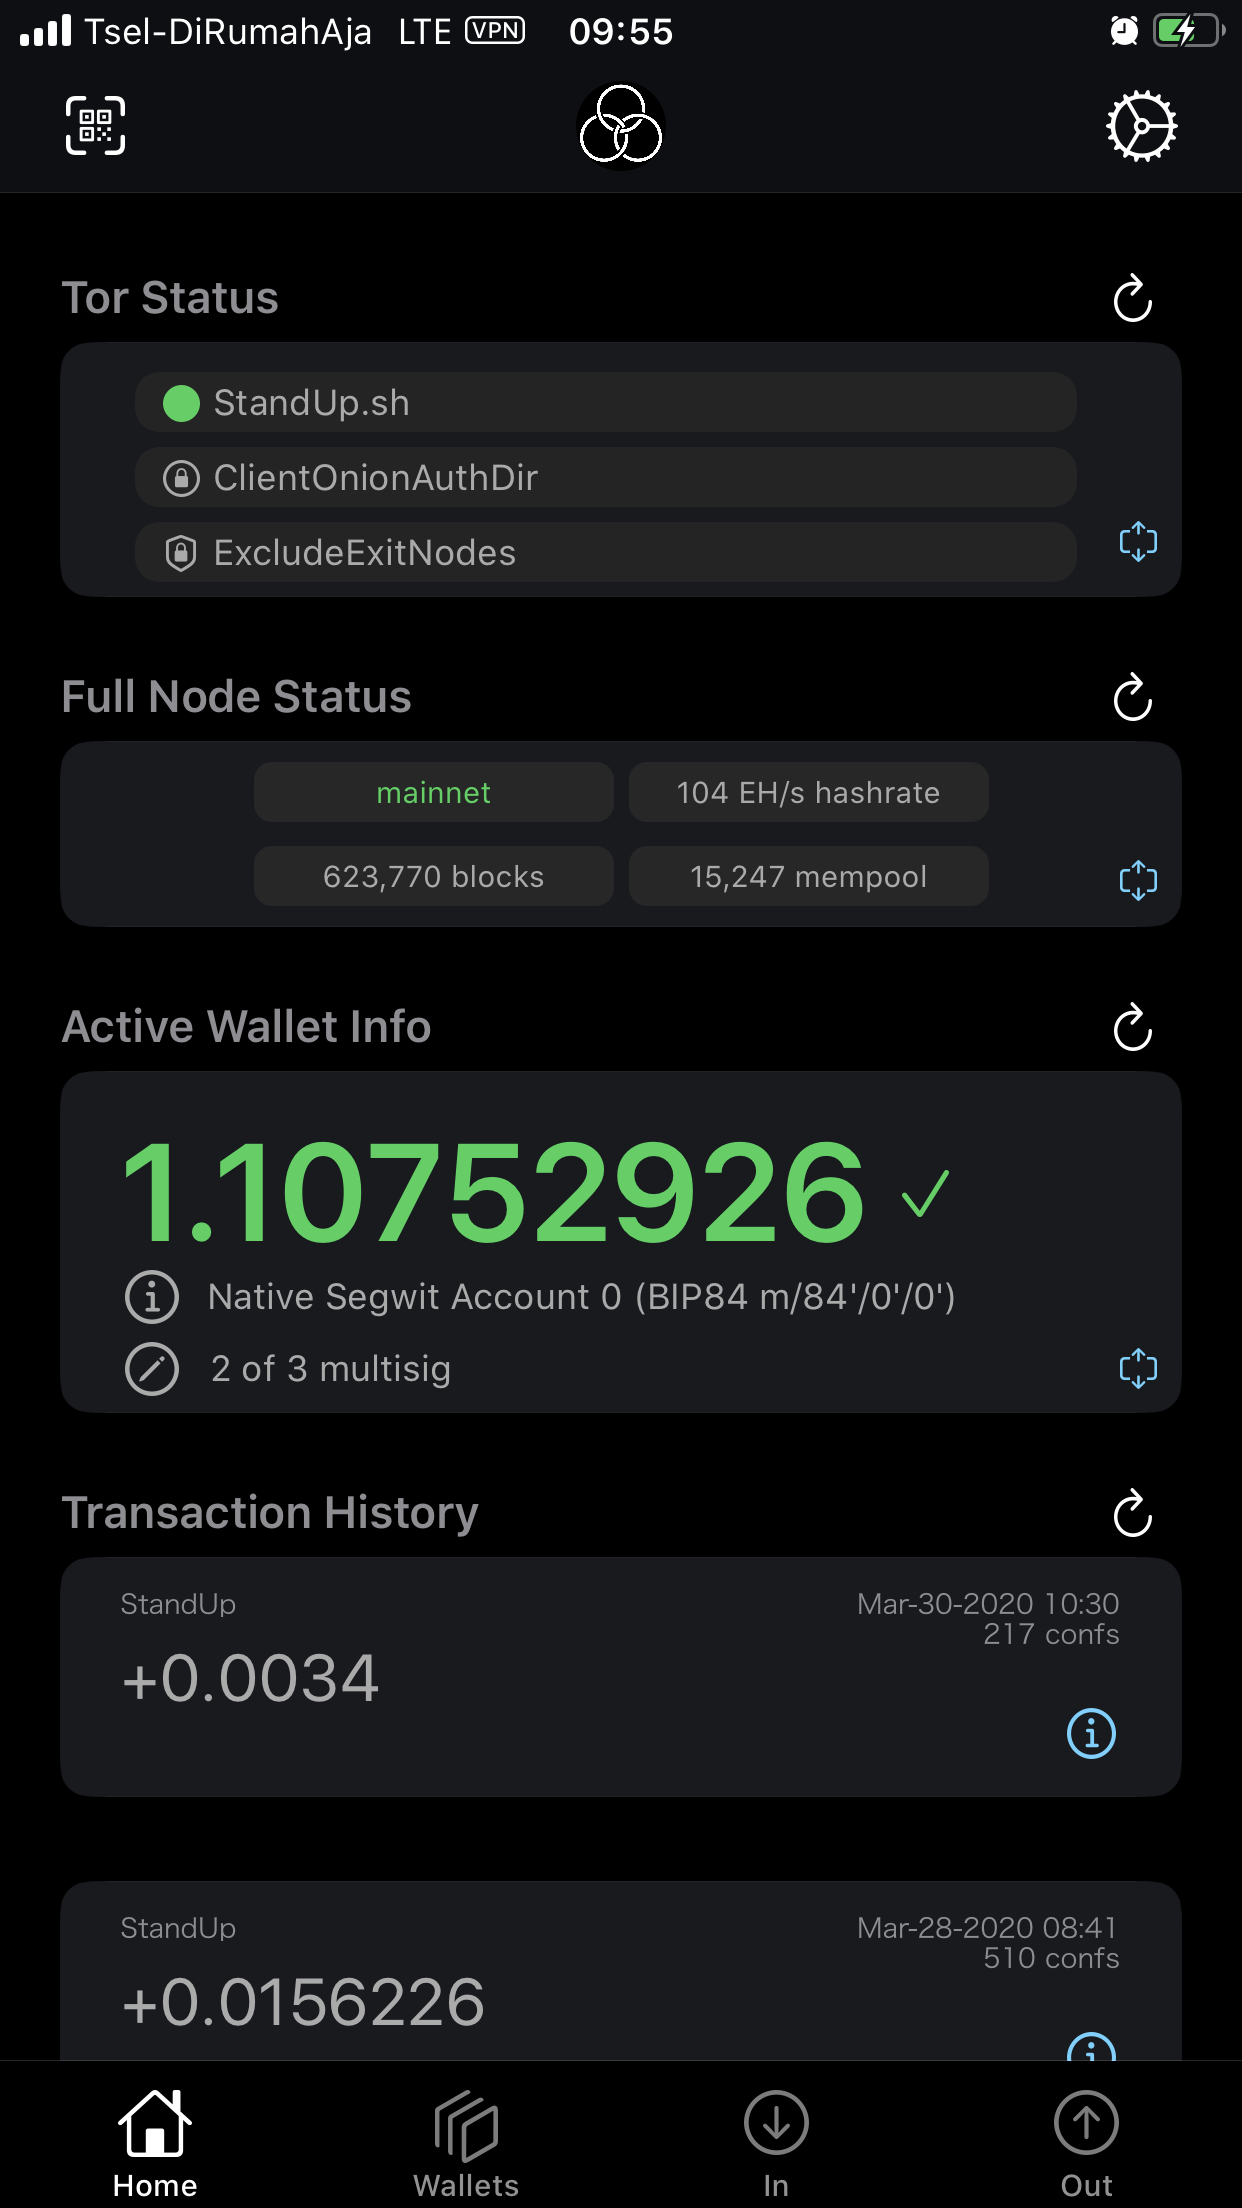 Tsel-DiRumahAja LTE VPN 09:55
Tor Status
StandUp.sh
ClientOnionAuthDir
ExcludeExitNodes
Full Node Status
mainnet
104 EH/s hashrate
623,770 blocks
15,247 mempool
Active Wallet Info
1.10752926
Native Segwit Account 0 (BIP84 m/84'/0'/0')
2 of 3 multisig
Transaction History
StandUp
Mar-30-2020 10:30
217 confs
+0.0034
StandUp
Mar-28-2020 08:41
510 confs
+0.0156226
Home
Wallets
In
Out